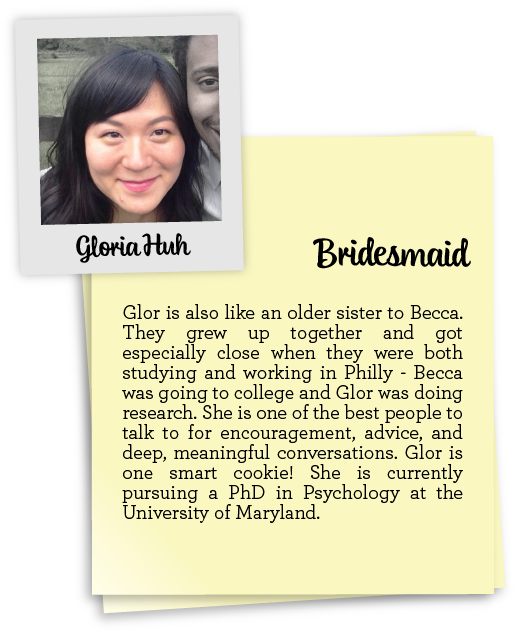 Gloria Huh
Bridesmaid
Glor is also like an older sister to Becca.
They grew up together and got
especially close when they were both
studying and working in Philly - Becca
was going to college and Glor was doing
research. She is one of the best people to
talk to for encouragement, advice, and
deep, meaningful conversations. Glor is
one smart cookie! She is currently
pursuing a PhD in Psychology at the
University of Maryland.